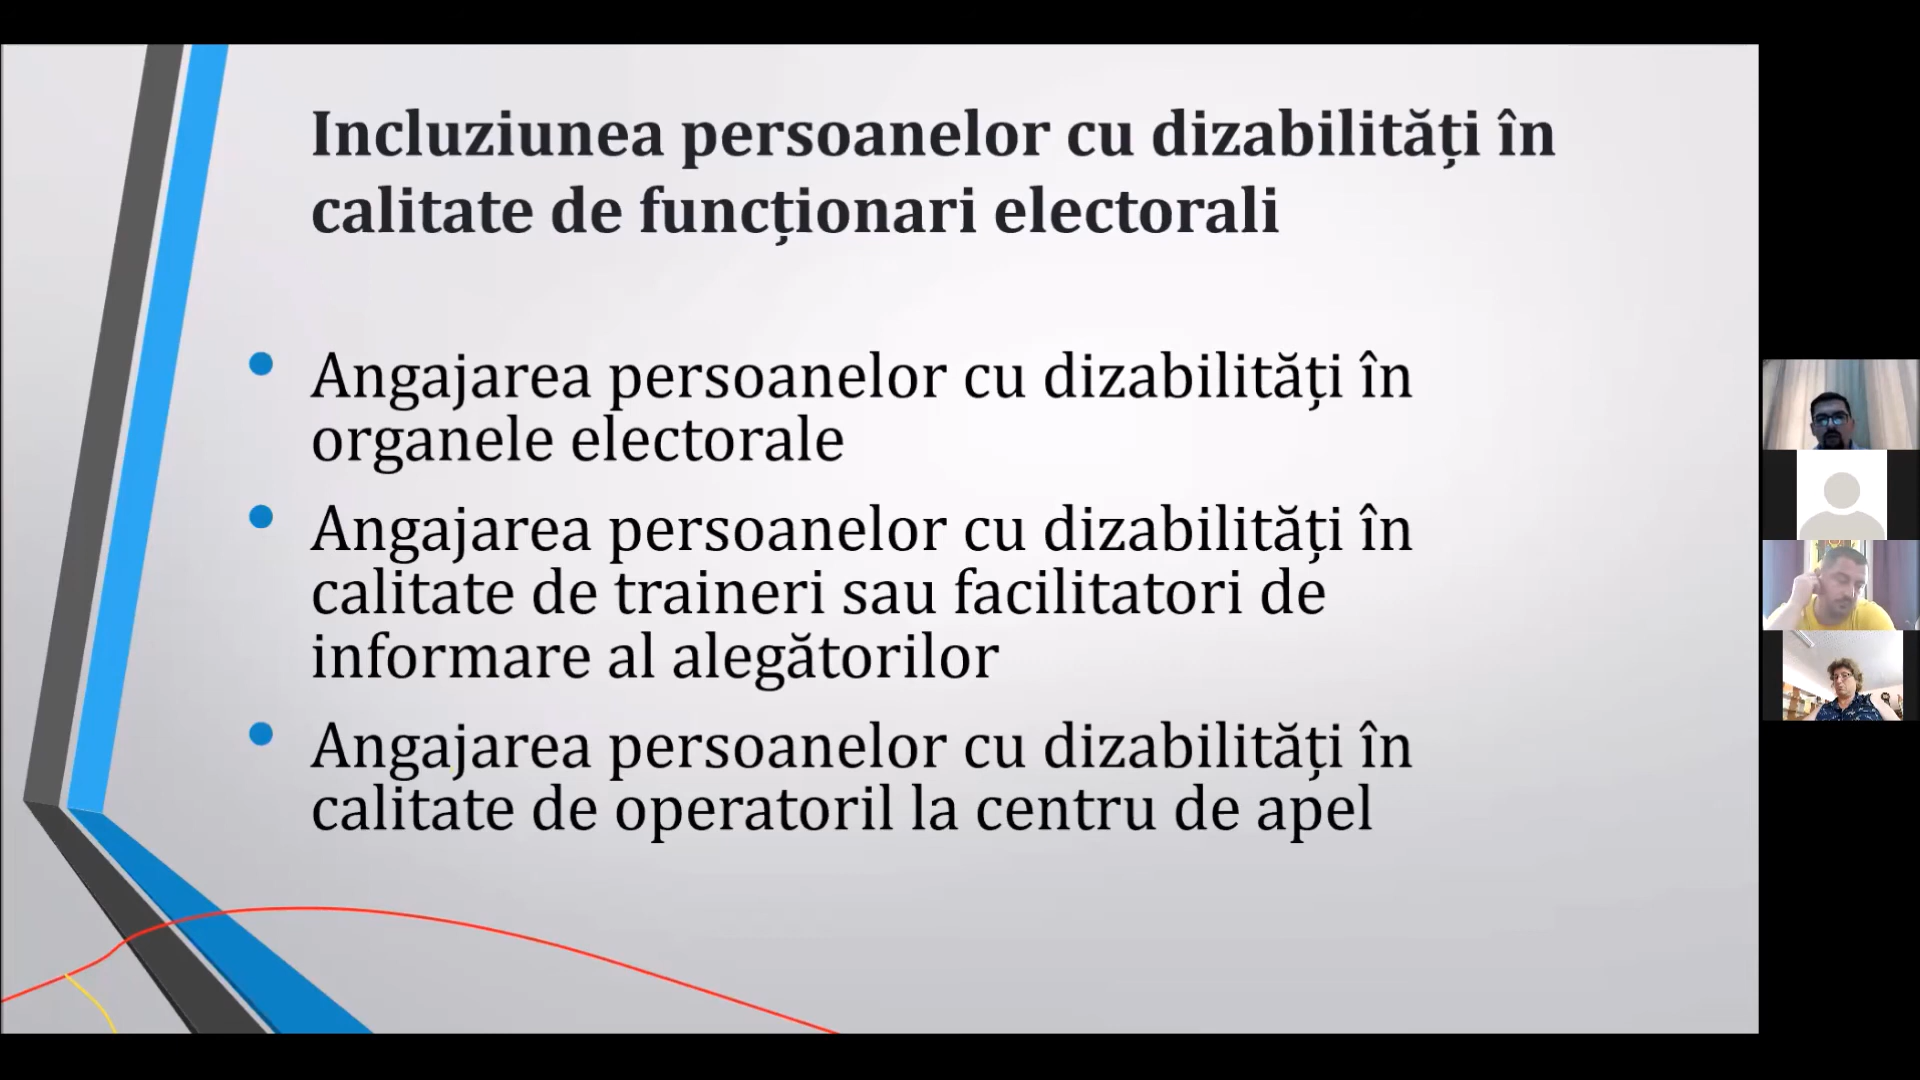 Incluziunea persoanelor cu dizabilități în
calitate de funcționari electorali
Angajarea persoanelor cu dizabilități în
organele electorale
Angajarea persoanelor cu dizabilități în
calitate de traineri sau facilitatori de
informare al alegătorilor
Angajarea persoanelor cu dizabilități în
calitate de operatoril la centru de apel